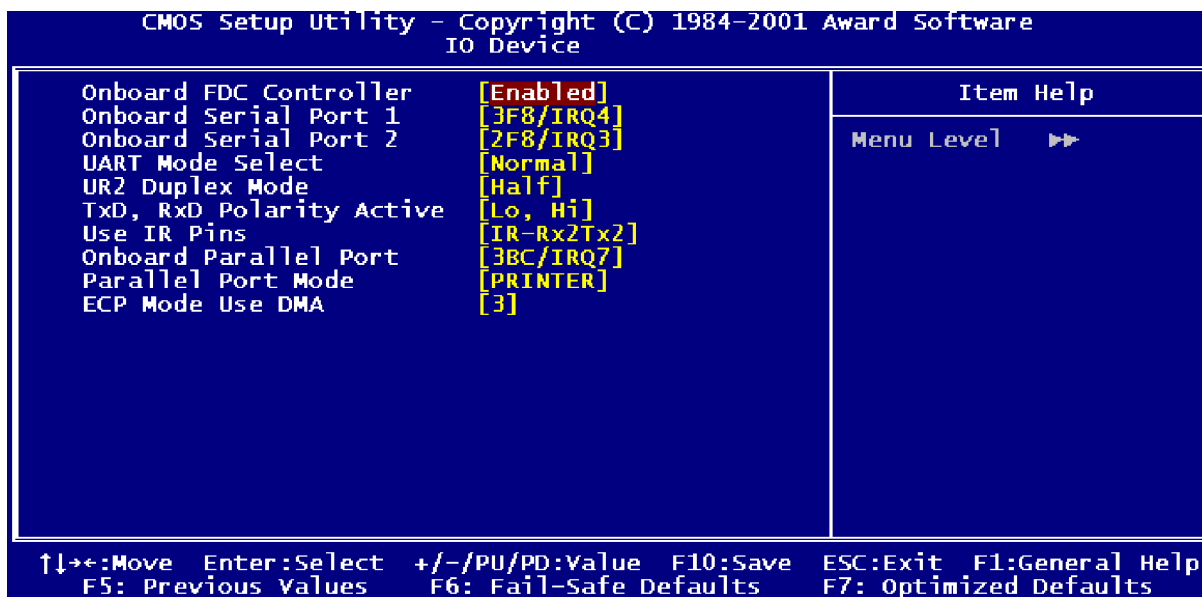 CMOS Setup Utility – Copyright (C) 1984–2001 Award Software
IO Device
Onboard FDC Controller [Enabled]
Item Help
Onboard Serial Port 1 [3F8/IRQ4]
Onboard Serial Port 2 [2F8/IRQ3]
Menu Level ►►
UART Mode Select [Normal]
UR2 Duplex Mode [Half]
TxD, RxD Polarity Active [Lo, Hi]
Use IR Pins [IR–Rx2Tx2]
Onboard Parallel Port [3BC/IRQ7]
Parallel Port Mode [PRINTER]
ECP Mode Use DMA [3]
↑↓→←:Move Enter:Select +/–/PU/PD:Value F10:Save ESC:Exit F1:General Help
F5: Previous Values F6: Fail–Safe Defaults F7: Optimized Defaults